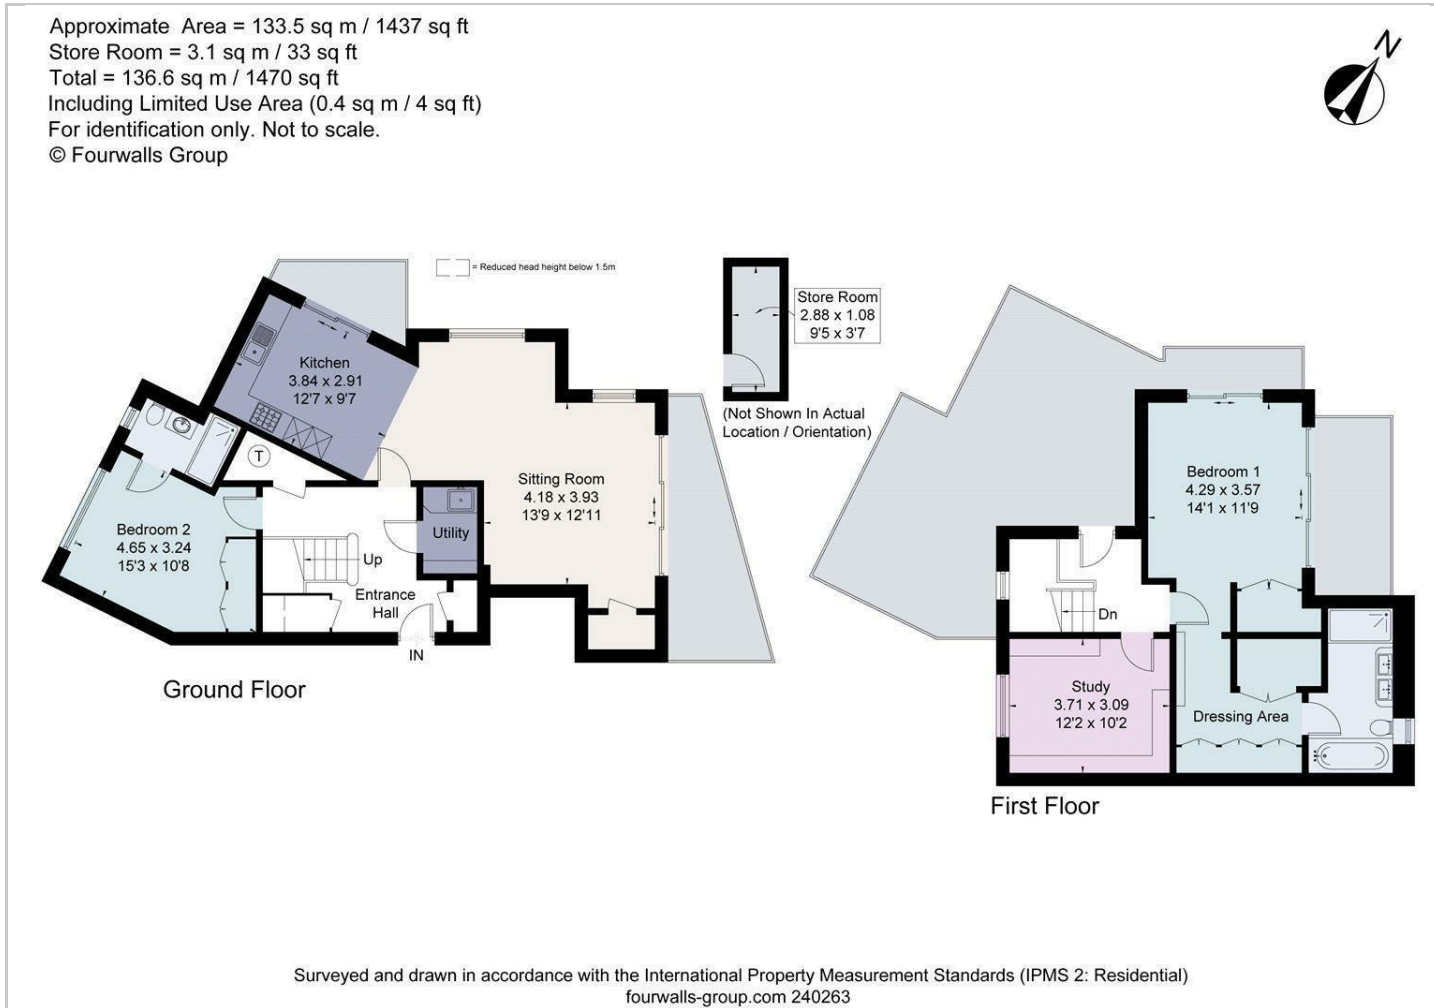 Approximate Area = 133.5 sq m / 1437 sq ft
Store Room = 3.1 sq m / 33 sq ft
Total = 136.6 sq m / 1470 sq ft
Including Limited Use Area (0.4 sq m / 4 sq ft)
For identification only. Not to scale.
© Fourwalls Group
N
= Reduced head height below 1.5m
Store Room
2.88 x 1.08
9'5 x 3'7
(Not Shown In Actual
Location / Orientation)
Kitchen
3.84 x 2.91
12'7 x 9'7
T
Sitting Room
4.18 x 3.93
13'9 x 12'11
Utility
Bedroom 2
4.65 x 3.24
15'3 x 10'8
Up
Entrance
Hall
IN
Ground Floor
Bedroom 1
4.29 x 3.57
14'1 x 11'9
Dn
Study
3.71 x 3.09
12'2 x 10'2
Dressing Area
First Floor
Surveyed and drawn in accordance with the International Property Measurement Standards (IPMS 2: Residential)
fourwalls-group.com 240263